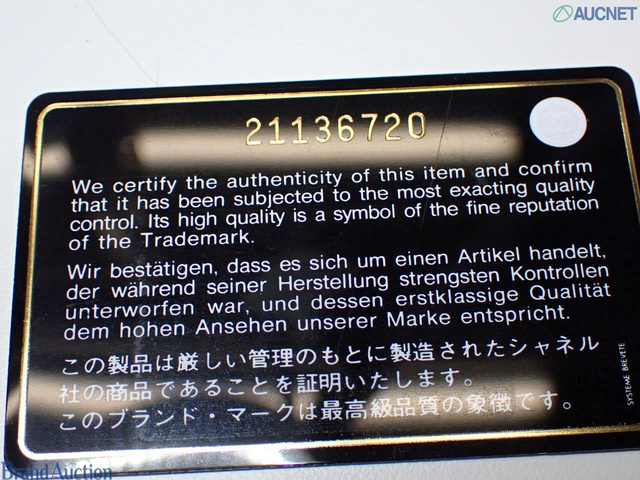 AUCNET
21136720
We certify the authenticity of this item and confirm
that it has been subjected to the most exacting quality
control. Its high quality is a symbol of the fine reputation
of the Trademark.
Wir bestätigen, dass es sich um einen Artikel handelt,
der während seiner Herstellung strengsten Kontrollen
unterworfen war, und dessen erstklassige Qualität
dem hohen Ansehen unserer Marke entspricht.
この製品は厳しい管理のもとに製造されたシャネル
社の商品であることを証明いたします。
このブランド・マークは最高級品質の象徴です。
SYSTEME BREVETE
BrandAuction